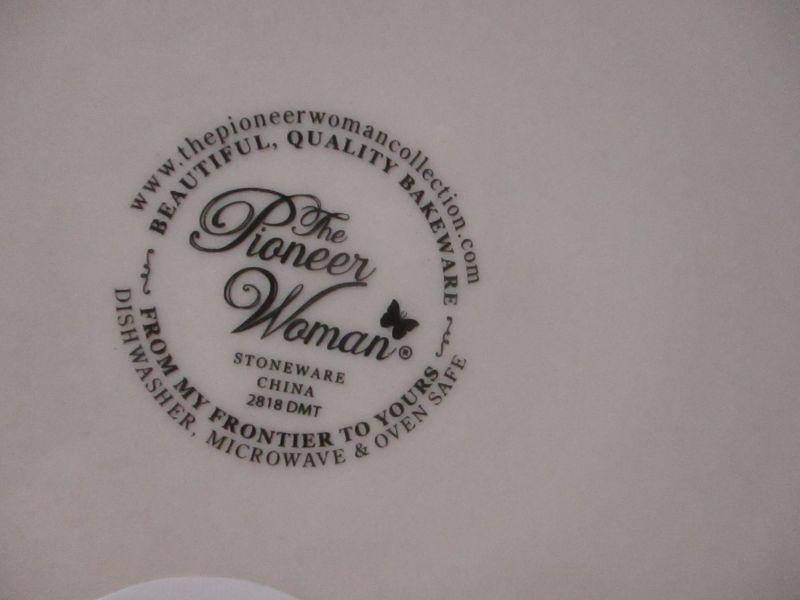 www.thepioneerwomancollection.com
BEAUTIFUL, QUALITY BAKEWARE
The
Pioneer
Woman®
STONEWARE
CHINA
2818 DMT
FROM MY FRONTIER TO YOURS
DISHWASHER, MICROWAVE & OVEN SAFE